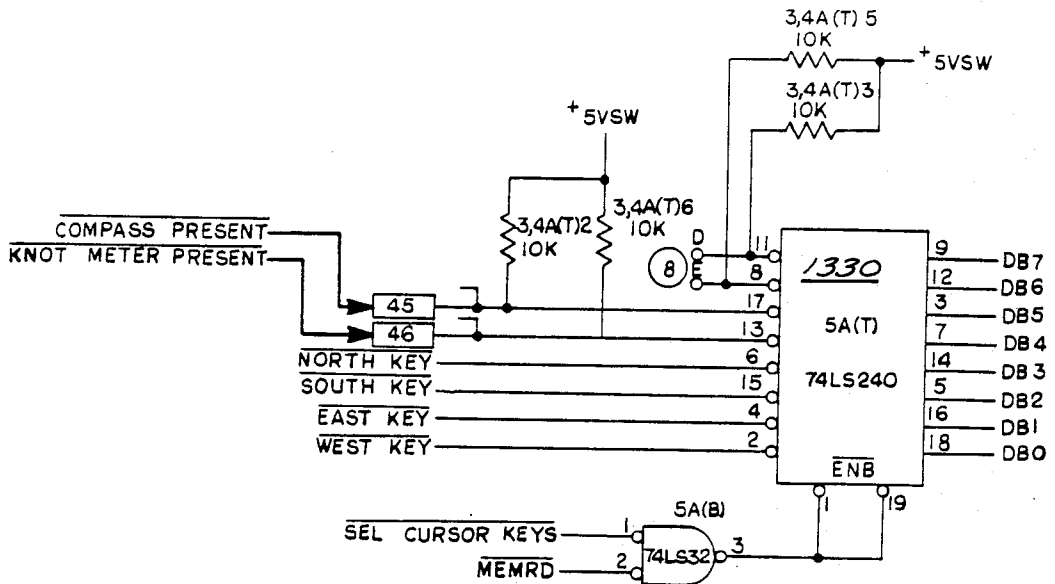 3,4A(T) 5
10K
+5VSW
3,4A(T)3
10K
+5VSW
3,4A(T)2
10K
3,4A(T)6
10K
COMPASS PRESENT
KNOT METER PRESENT
45
46
D
E
8
11
8
17
13
6
15
4
2
1330
5A(T)
74LS240
ENB
9
DB7
12
DB6
3
DB5
7
DB4
14
DB3
5
DB2
16
DB1
18
DB0
NORTH KEY
SOUTH KEY
EAST KEY
WEST KEY
1
19
5A(B)
SEL CURSOR KEYS
1
74LS32
3
MEMRD
2